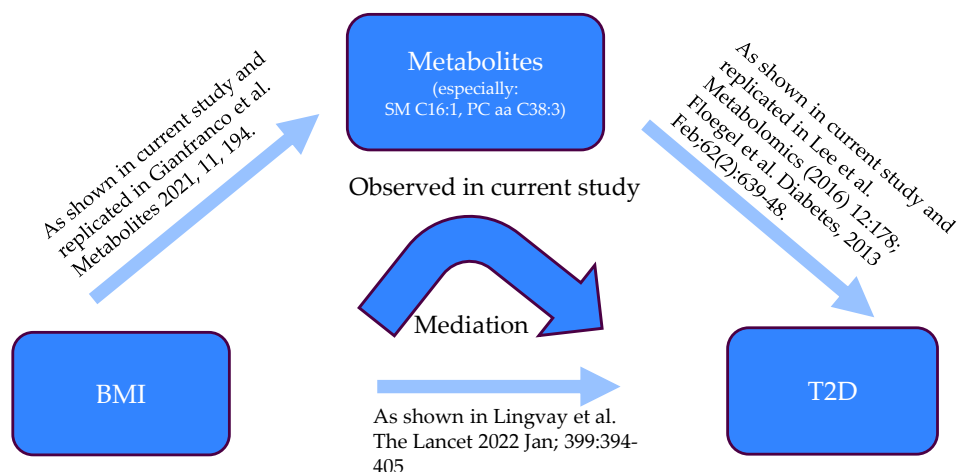 Metabolites
(especially:
SM C16:1, PC aa C38:3)
As shown in current study and
replicated in Gianfranco et al.
Metabolites 2021, 11, 194.
As shown in current study and
replicated in Lee et al.
Metabolomics (2016) 12:178;
Floegel et al. Diabetes, 2013
Feb;62(2):639-48.
Observed in current study
Mediation
BMI
T2D
As shown in Lingvay et al.
The Lancet 2022 Jan; 399:394-
405